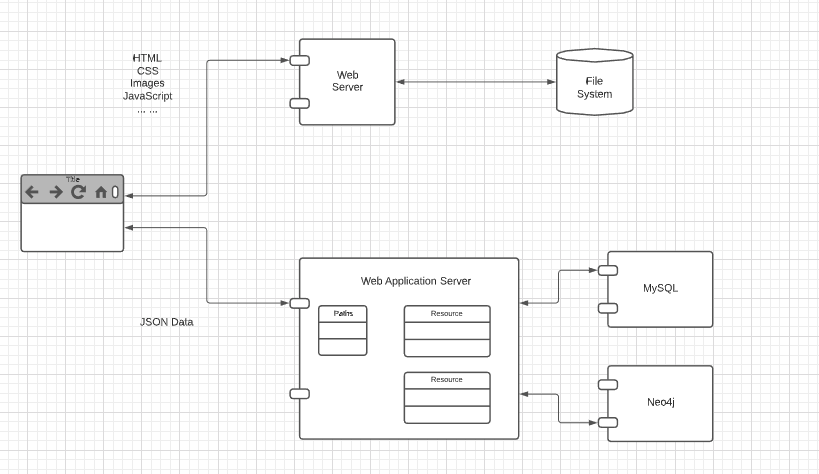 HTML
CSS
Images
JavaScript
... ...
Web
Server
File
System
Title
Web Application Server
Paths
Resource
Resource
JSON Data
MySQL
Neo4j